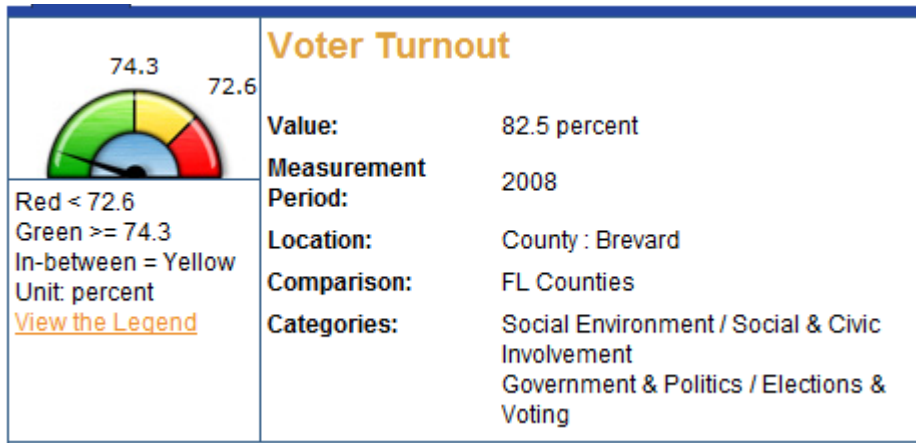 Voter Turnout
74.3
72.6
Value: 82.5 percent
Measurement Period: 2008
Location: County : Brevard
Comparison: FL Counties
Categories: Social Environment / Social & Civic
Involvement
Government & Politics / Elections &
Voting
Red < 72.6
Green >= 74.3
In-between = Yellow
Unit: percent
View the Legend